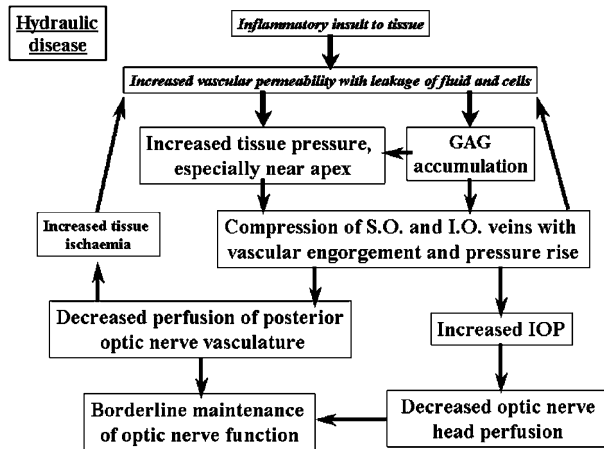 Hydraulic
disease
Inflammatory insult to tissue
Increased vascular permeability with leakage of fluid and cells
Increased tissue pressure,
especially near apex
GAG
accumulation
Increased tissue
ischaemia
Compression of S.O. and I.O. veins with
vascular engorgement and pressure rise
Decreased perfusion of posterior
optic nerve vasculature
Increased IOP
Borderline maintenance
of optic nerve function
Decreased optic nerve
head perfusion